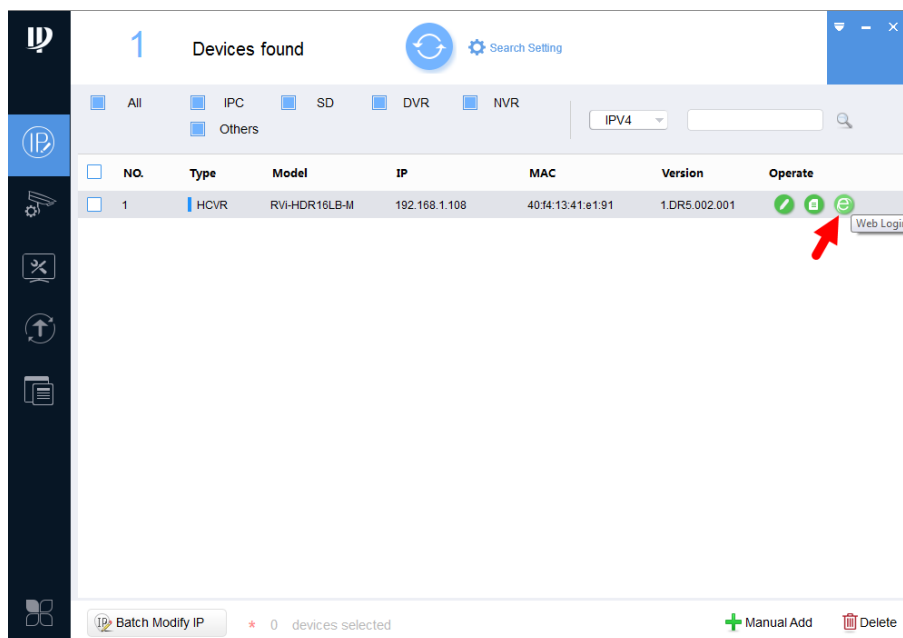 1 Devices found Search Setting
All IPC SD DVR NVR
Others
IPV4
NO. Type Model IP MAC Version Operate
1 HCVR RVi-HDR16LB-M 192.168.1.108 40:f4:13:41:e1:91 1.DR5.002.001
Web Login
Batch Modify IP * 0 devices selected Manual Add Delete